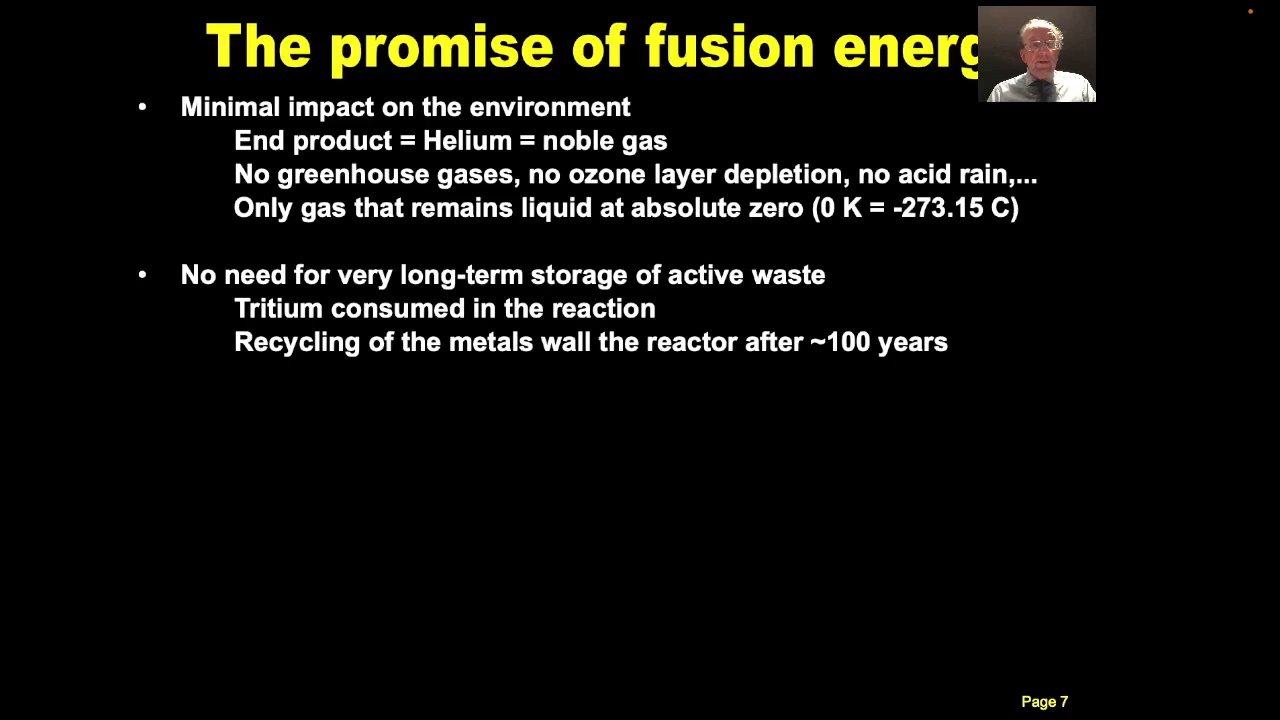 The promise of fusion energ
• Minimal impact on the environment
End product = Helium = noble gas
No greenhouse gases, no ozone layer depletion, no acid rain,...
Only gas that remains liquid at absolute zero (0 K = -273.15 C)
• No need for very long-term storage of active waste
Tritium consumed in the reaction
Recycling of the metals wall the reactor after ~100 years
Page 7